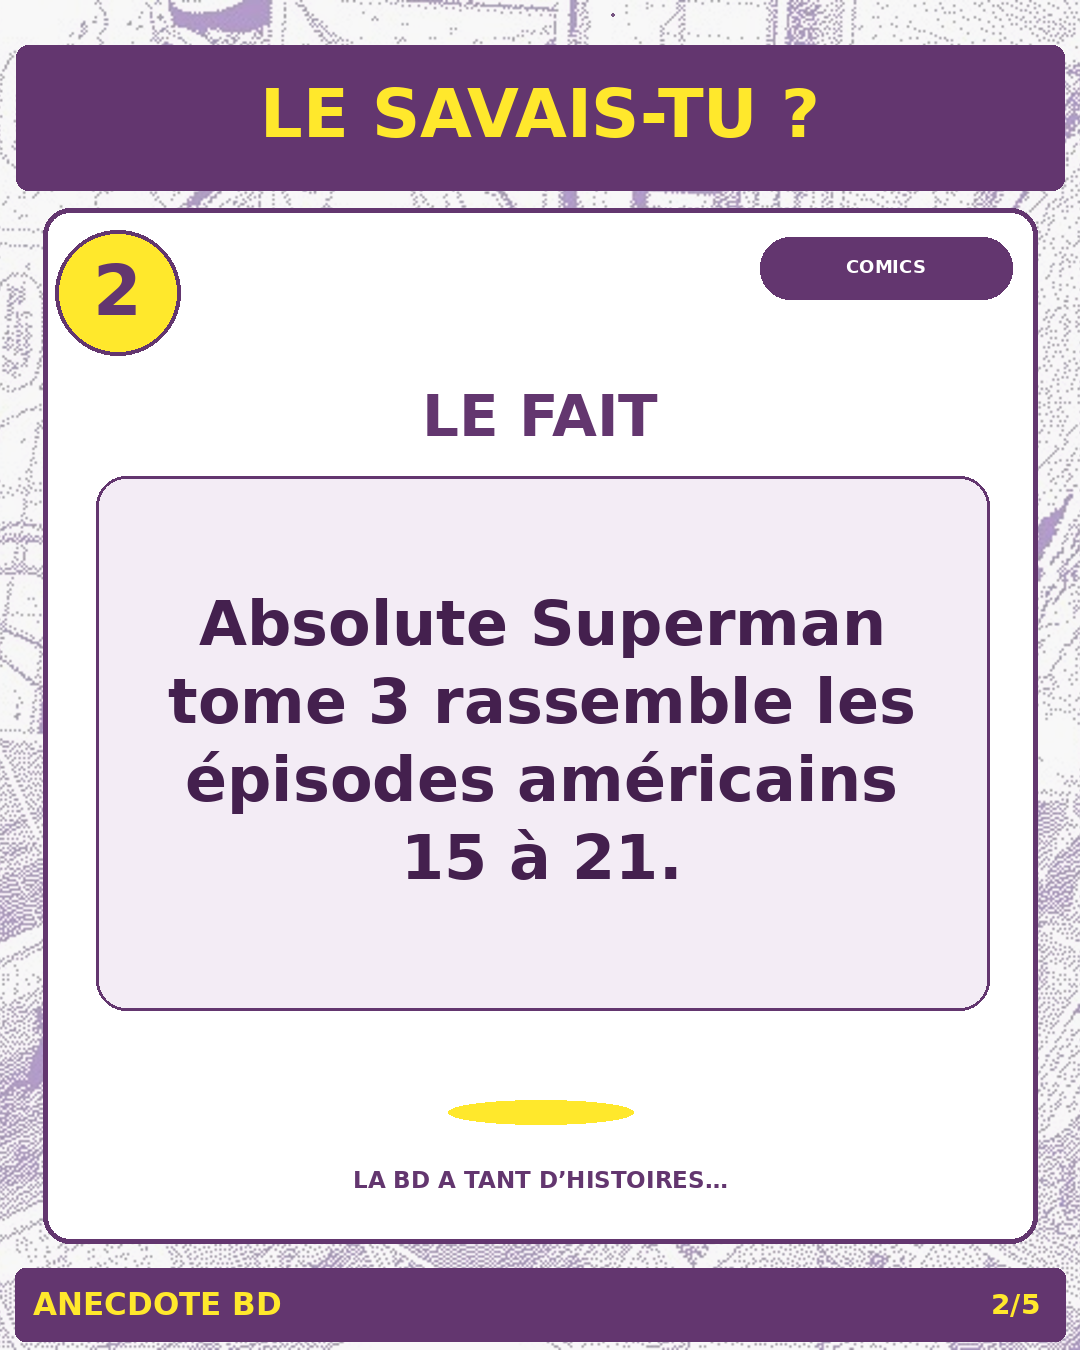 LE SAVAIS-TU ?
2
COMICS
LE FAIT
Absolute Superman
tome 3 rassemble les
épisodes américains
15 à 21.
LA BD A TANT D’HISTOIRES…
ANECDOTE BD
2/5